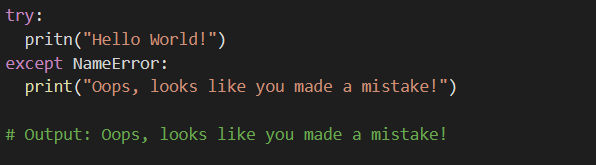 try:
  pritn("Hello World!")
except NameError:
  print("Oops, looks like you made a mistake!")
# Output: Oops, looks like you made a mistake!